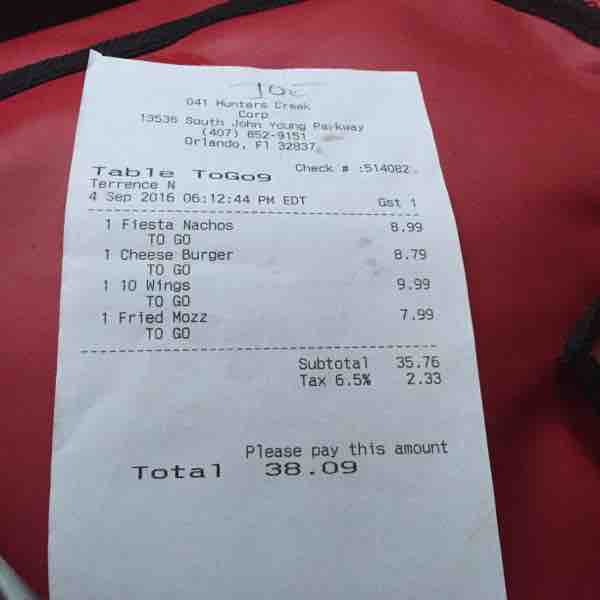 Joe
041 Hunters Creek
Corp
13536 South John Young Parkway
(407) 852-9151
Orlando, Fl 32837
Table ToGo9 Check # :514082
Terrence N
4 Sep 2016 06:12:44 PM EDT Gst 1
1 Fiesta Nachos 8.99
TO GO
1 Cheese Burger 8.79
TO GO
1 10 Wings 9.99
TO GO
1 Fried Mozz 7.99
TO GO
Subtotal 35.76
Tax 6.5% 2.33
Please pay this amount
Total 38.09